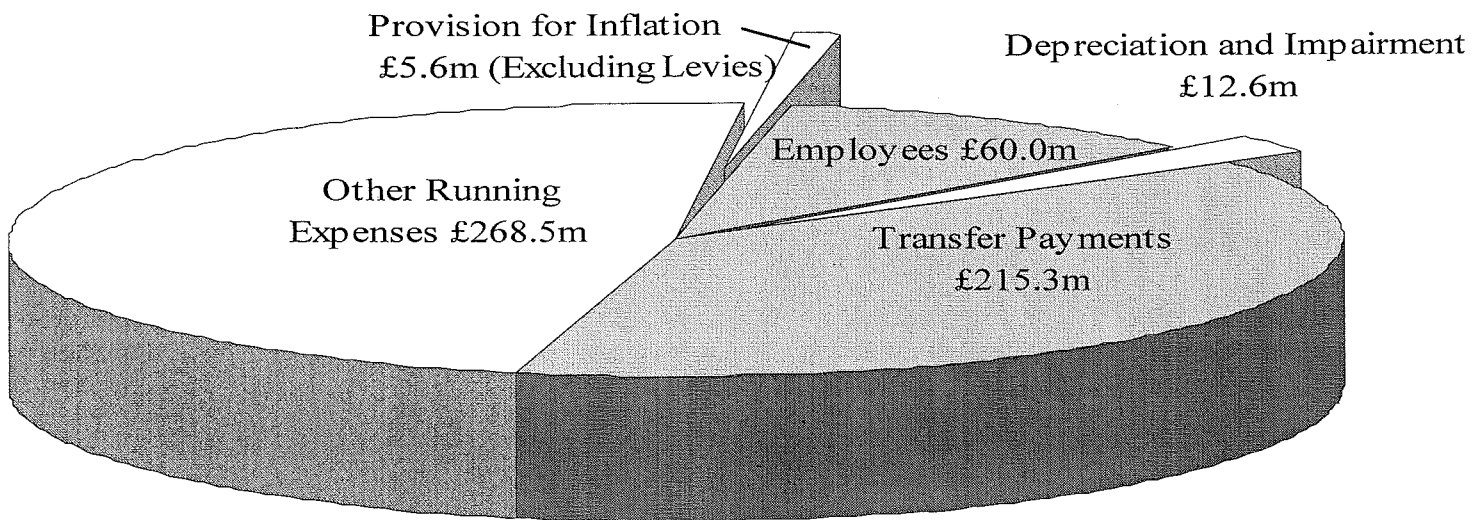 Provision for Inflation
£5.6m (Excluding Levies)
Depreciation and Impairment
£12.6m
Employees £60.0m
Other Running
Expenses £268.5m
Transfer Payments
£215.3m